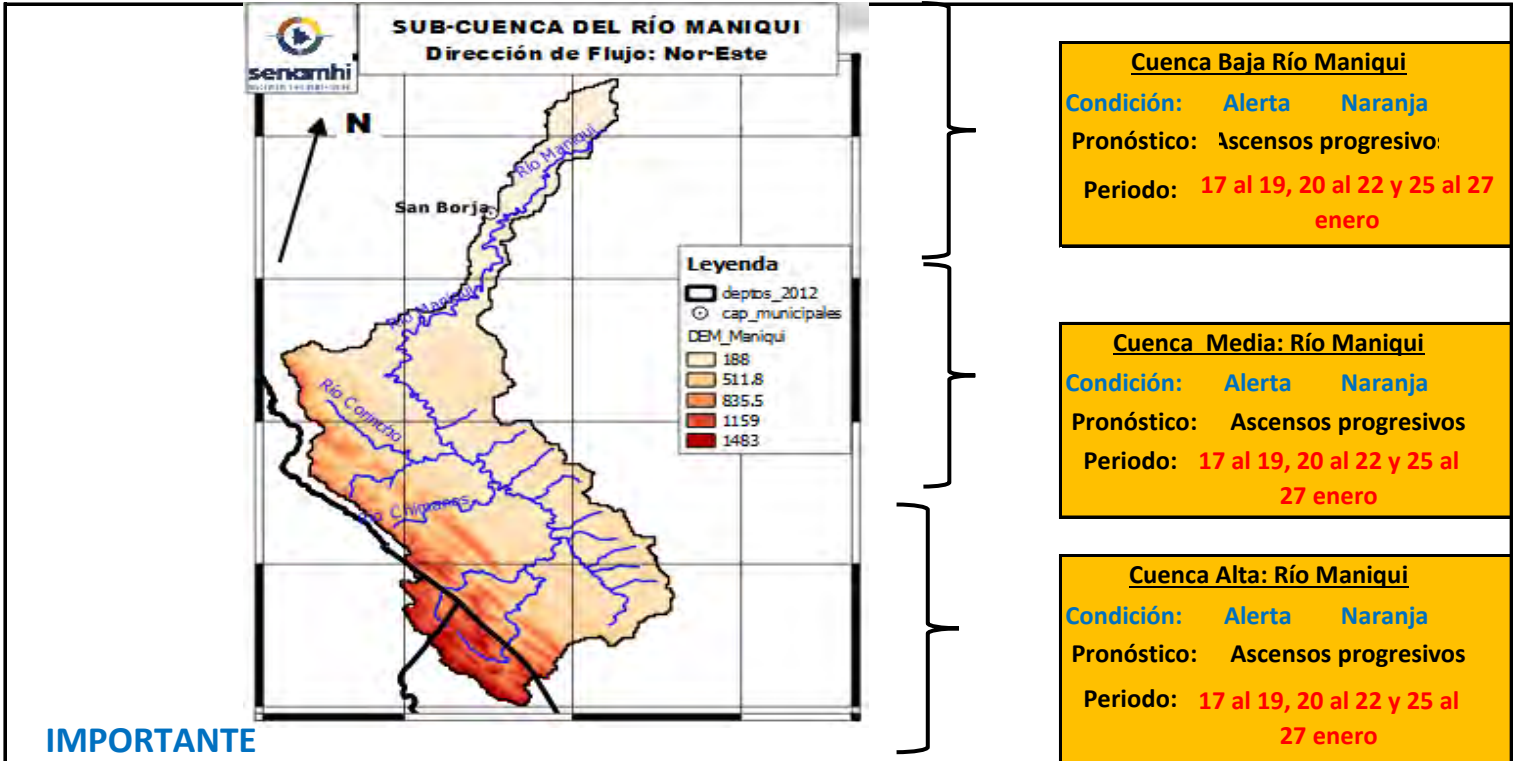 SUB-CUENCA DEL RÍO MANIQUI
Dirección de Flujo: Nor-Este
senamhi
N
Río Maniqui
San Borja
Río Maniqui
Río Corincho
Río Chimanes
Leyenda
deptos_2012
cap_municipales
DEM_Maniqui
188
511.8
835.5
1159
1483
Cuenca Baja Río Maniqui
Condición: Alerta Naranja
Pronóstico: Ascensos progresivos
Periodo: 17 al 19, 20 al 22 y 25 al 27
enero
Cuenca Media: Río Maniqui
Condición: Alerta Naranja
Pronóstico: Ascensos progresivos
Periodo: 17 al 19, 20 al 22 y 25 al
27 enero
Cuenca Alta: Río Maniqui
Condición: Alerta Naranja
Pronóstico: Ascensos progresivos
Periodo: 17 al 19, 20 al 22 y 25 al
27 enero
IMPORTANTE